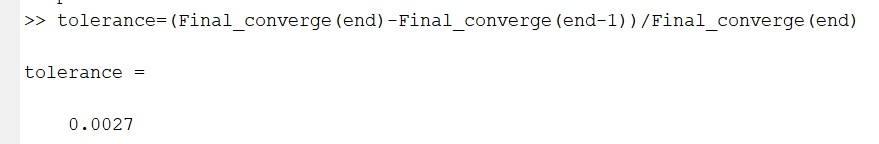 >> tolerance=(Final_converge(end)-Final_converge(end-1))/Final_converge(end)
tolerance =
0.0027